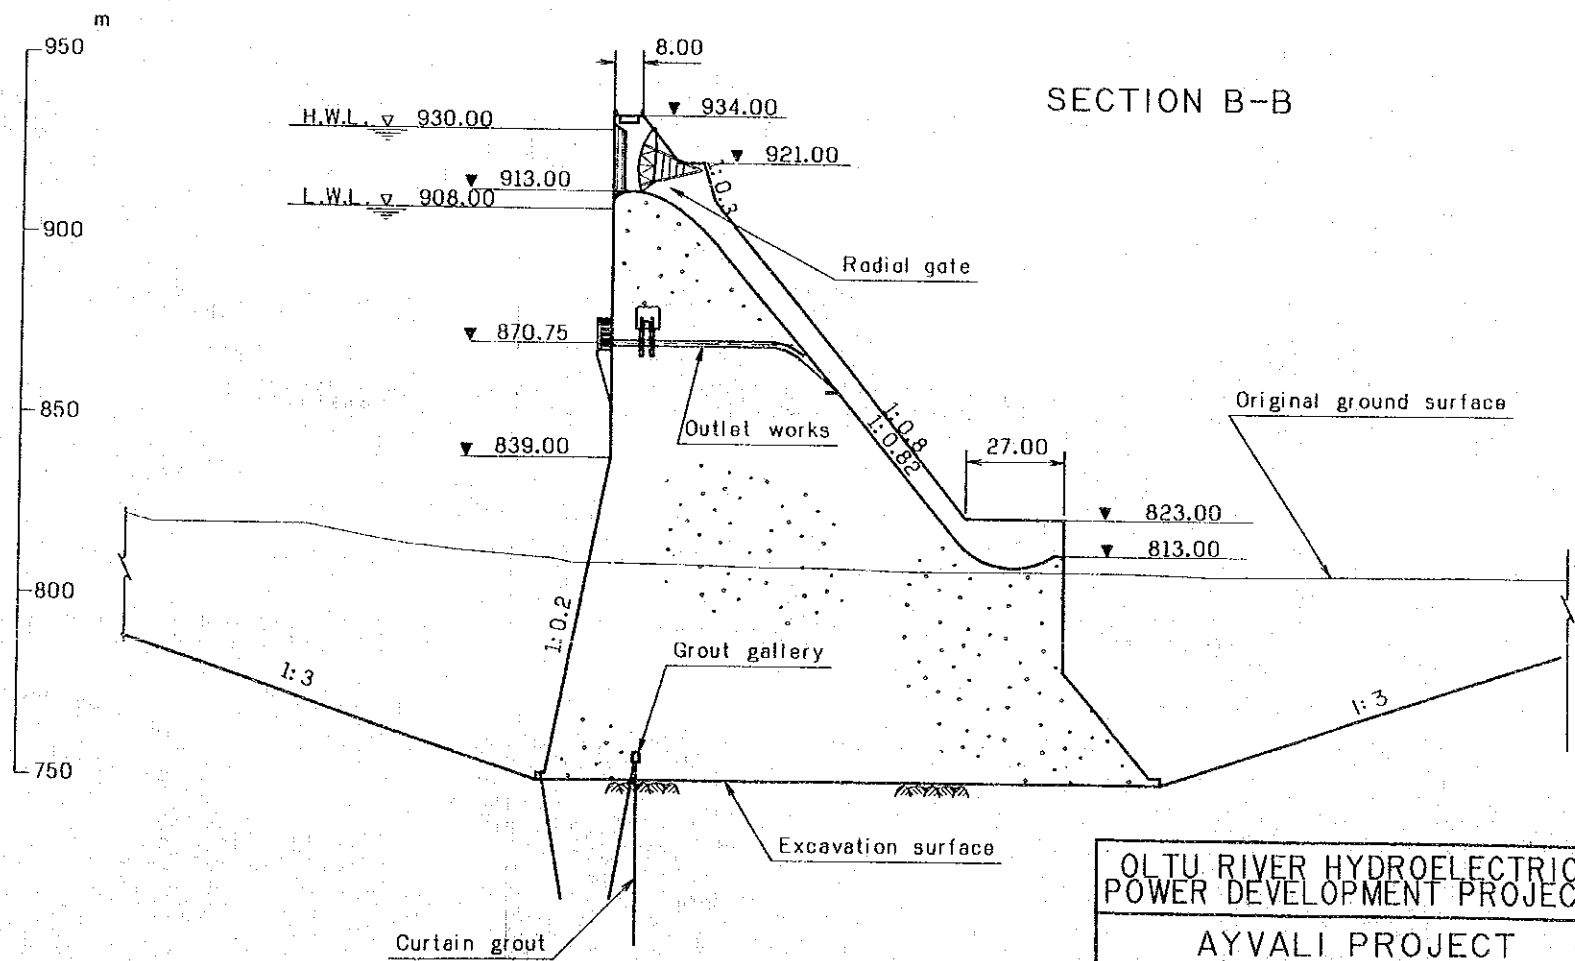 m
950
8.00
SECTION B-B
H.W.L. 930.00
934.00
921.00
913.00
L.W.L. 908.00
1:0.3
900
Radial gate
870.75
850
Original ground surface
Outlet works
1:0.8
1:0.82
839.00
27.00
823.00
813.00
800
1:0.2
Grout gallery
1:3
1:3
750
Excavation surface
OLTU RIVER HYDROELECTRIC
POWER DEVELOPMENT PROJEC
Curtain grout
AYVALI PROJECT